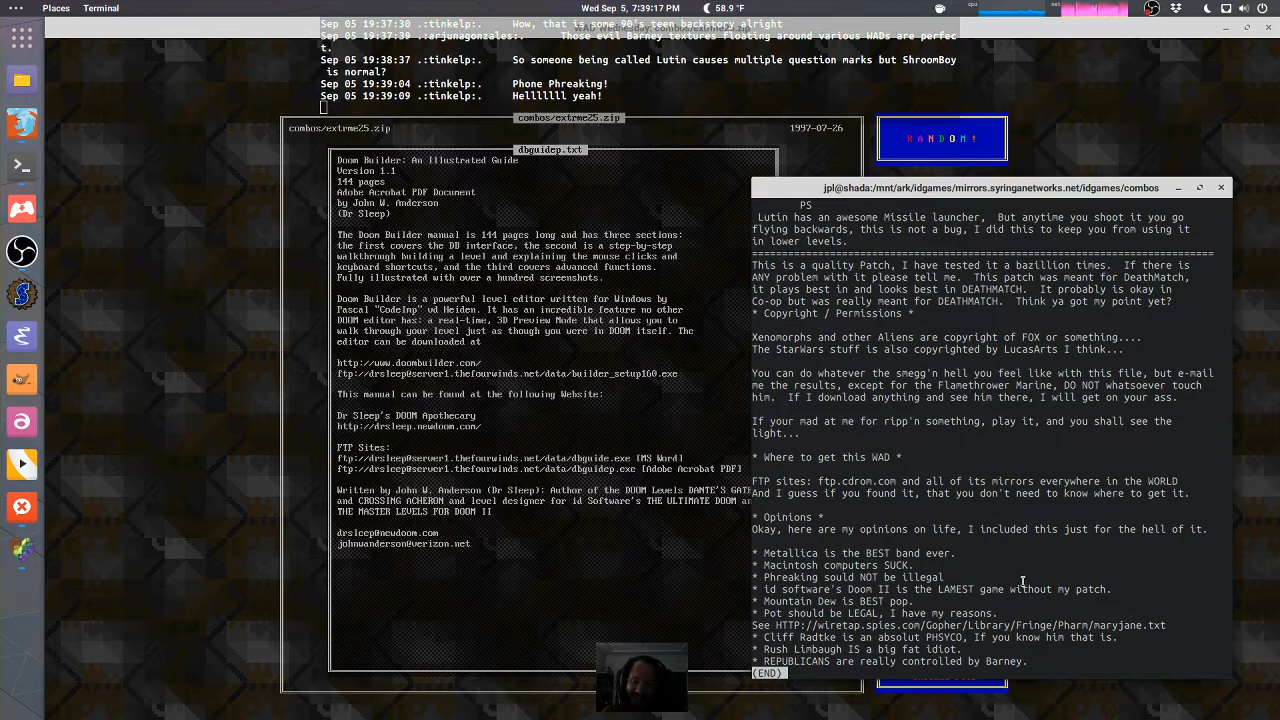 Places
Terminal
Wed Sep 5, 7:39:17 PM
58.9 °F
cpu
net
WAD Wednesday: combos/extrme25.zip
Sep 05 19:37:30 .:tinkelp:. Wow, that is some 90's teen backstory alright
Sep 05 19:37:39 .:arjunagonzales:. Those evil Barney textures floating around various WADs are perfec
t.
Sep 05 19:38:37 .:tinkelp:. So someone being called Lutin causes multiple question marks but ShroomBoy
is normal?
Sep 05 19:39:04 .:tinkelp:. Phone Phreaking!
Sep 05 19:39:09 .:tinkelp:. Helllllll yeah!
combos/extrme25.zip
combos/extrme25.zip
1997-07-26
RANDOM!
dbguidep.txt
Doom Builder: An Illustrated Guide
Version 1.1
144 pages
Adobe Acrobat PDF Document
by John W. Anderson
(Dr Sleep)
The Doom Builder manual is 144 pages long and has three sections:
the first covers the DB interface, the second is a step-by-step
walkthrough building a level and explaining the mouse clicks and
keyboard shortcuts, and the third covers advanced functions.
Fully illustrated with over a hundred screenshots.
Doom Builder is a powerful level editor written for Windows by
Pascal "CodeImp" vd Heiden. It has an incredible feature no other
DOOM editor has: a real-time, 3D Preview Mode that allows you to
walk through your level just as though you were in DOOM itself. The
editor can be downloaded at
http://www.doombuilder.com/
ftp://drsleep@server1.thefourwinds.net/data/builder_setup160.exe
This manual can be found at the following Website:
Dr Sleep's DOOM Apothecary
http://drsleep.newdoom.com/
FTP Sites:
ftp://drsleep@server1.thefourwinds.net/data/dbguide.exe [MS Word]
ftp://drsleep@server1.thefourwinds.net/data/dbguidep.exe [Adobe Acrobat PDF]
Written by John W. Anderson (Dr Sleep): Author of the DOOM Levels DANTE'S GATE
and CROSSING ACHERON and level designer for id Software's THE ULTIMATE DOOM an
THE MASTER LEVELS FOR DOOM II
drsleep@newdoom.com
johnwanderson@verizon.net
jpl@shada:/mnt/ark/idgames/mirrors.syringanetworks.net/idgames/combos
PS
Lutin has an awesome Missile launcher, But anytime you shoot it you go
flying backwards, this is not a bug, I did this to keep you from using it
in lower levels.
==============================================================================
This is a quality Patch, I have tested it a bazillion times. If there is
ANY problem with it please tell me. This patch was meant for DeathMatch,
it plays best in and looks best in DEATHMATCH. It probably is okay in
Co-op but was really meant for DEATHMATCH. Think ya got my point yet?
* Copyright / Permissions *
Xenomorphs and other Aliens are copyright of FOX or something....
The StarWars stuff is also copyrighted by LucasArts I think...
You can do whatever the smegg'n hell you feel like with this file, but e-mail
me the results, except for the Flamethrower Marine, DO NOT whatsoever touch
him. If I download anything and see him there, I will get on your ass.
If your mad at me for ripp'n something, play it, and you shall see the
light...
* Where to get this WAD *
FTP sites: ftp.cdrom.com and all of its mirrors everywhere in the WORLD
And I guess if you found it, that you don't need to know where to get it.
* Opinions *
Okay, here are my opinions on life, I included this just for the hell of it.
* Metallica is the BEST band ever.
* Macintosh computers SUCK.
* Phreaking sould NOT be illegal
* id software's Doom II is the LAMEST game without my patch.
* Mountain Dew is BEST pop.
* Pot should be LEGAL, I have my reasons.
See HTTP://wiretap.spies.com/Gopher/Library/Fringe/Pharm/maryjane.txt
* Cliff Radtke is an absolut PHSYCO, If you know him that is.
* Rush Limbaugh IS a big fat idiot.
* REPUBLICANS are really controlled by Barney.
(END)